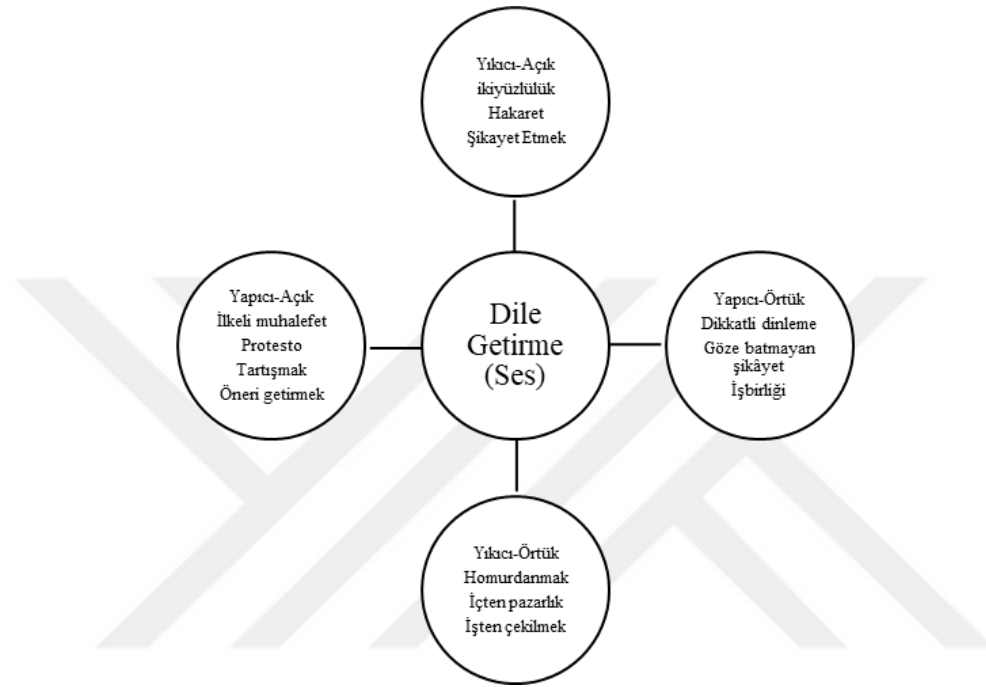 Yıkıcı-Açık
ikiyüzlülük
Hakaret
Şikayet Etmek
Yapıcı-Açık
İlkeli muhalefet
Protesto
Tartışmak
Öneri getirmek
Dile
Getirme
(Ses)
Yapıcı-Örtük
Dikkatli dinleme
Göze batmayan
şikâyet
İşbirliği
Yıkıcı-Örtük
Homurdanmak
İçten pazarlık
İşten çekilmek